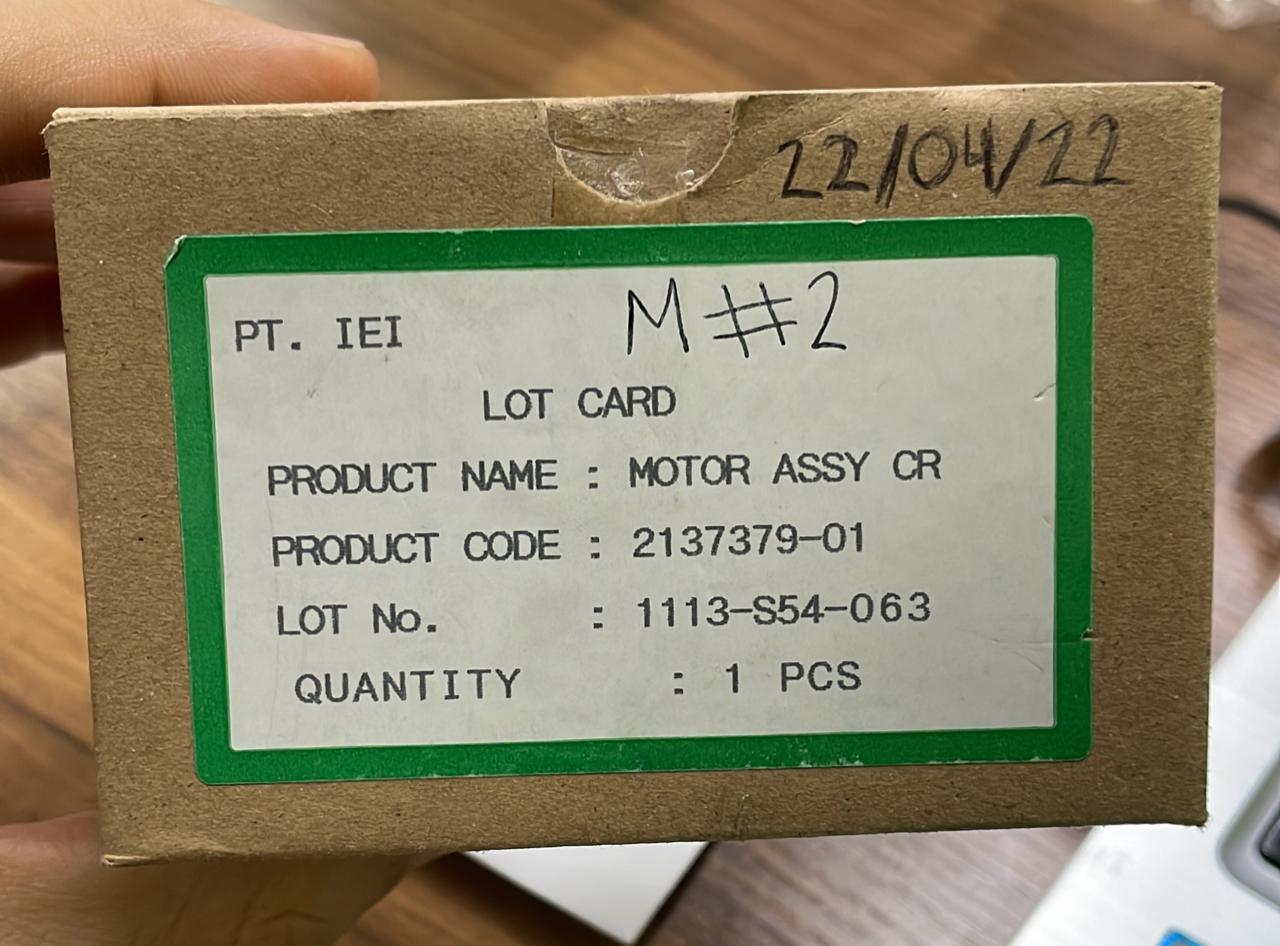 22/04/22
PT. IEI M#2
LOT CARD
PRODUCT NAME : MOTOR ASSY CR
PRODUCT CODE : 2137379-01
LOT No. : 1113-S54-063
QUANTITY : 1 PCS